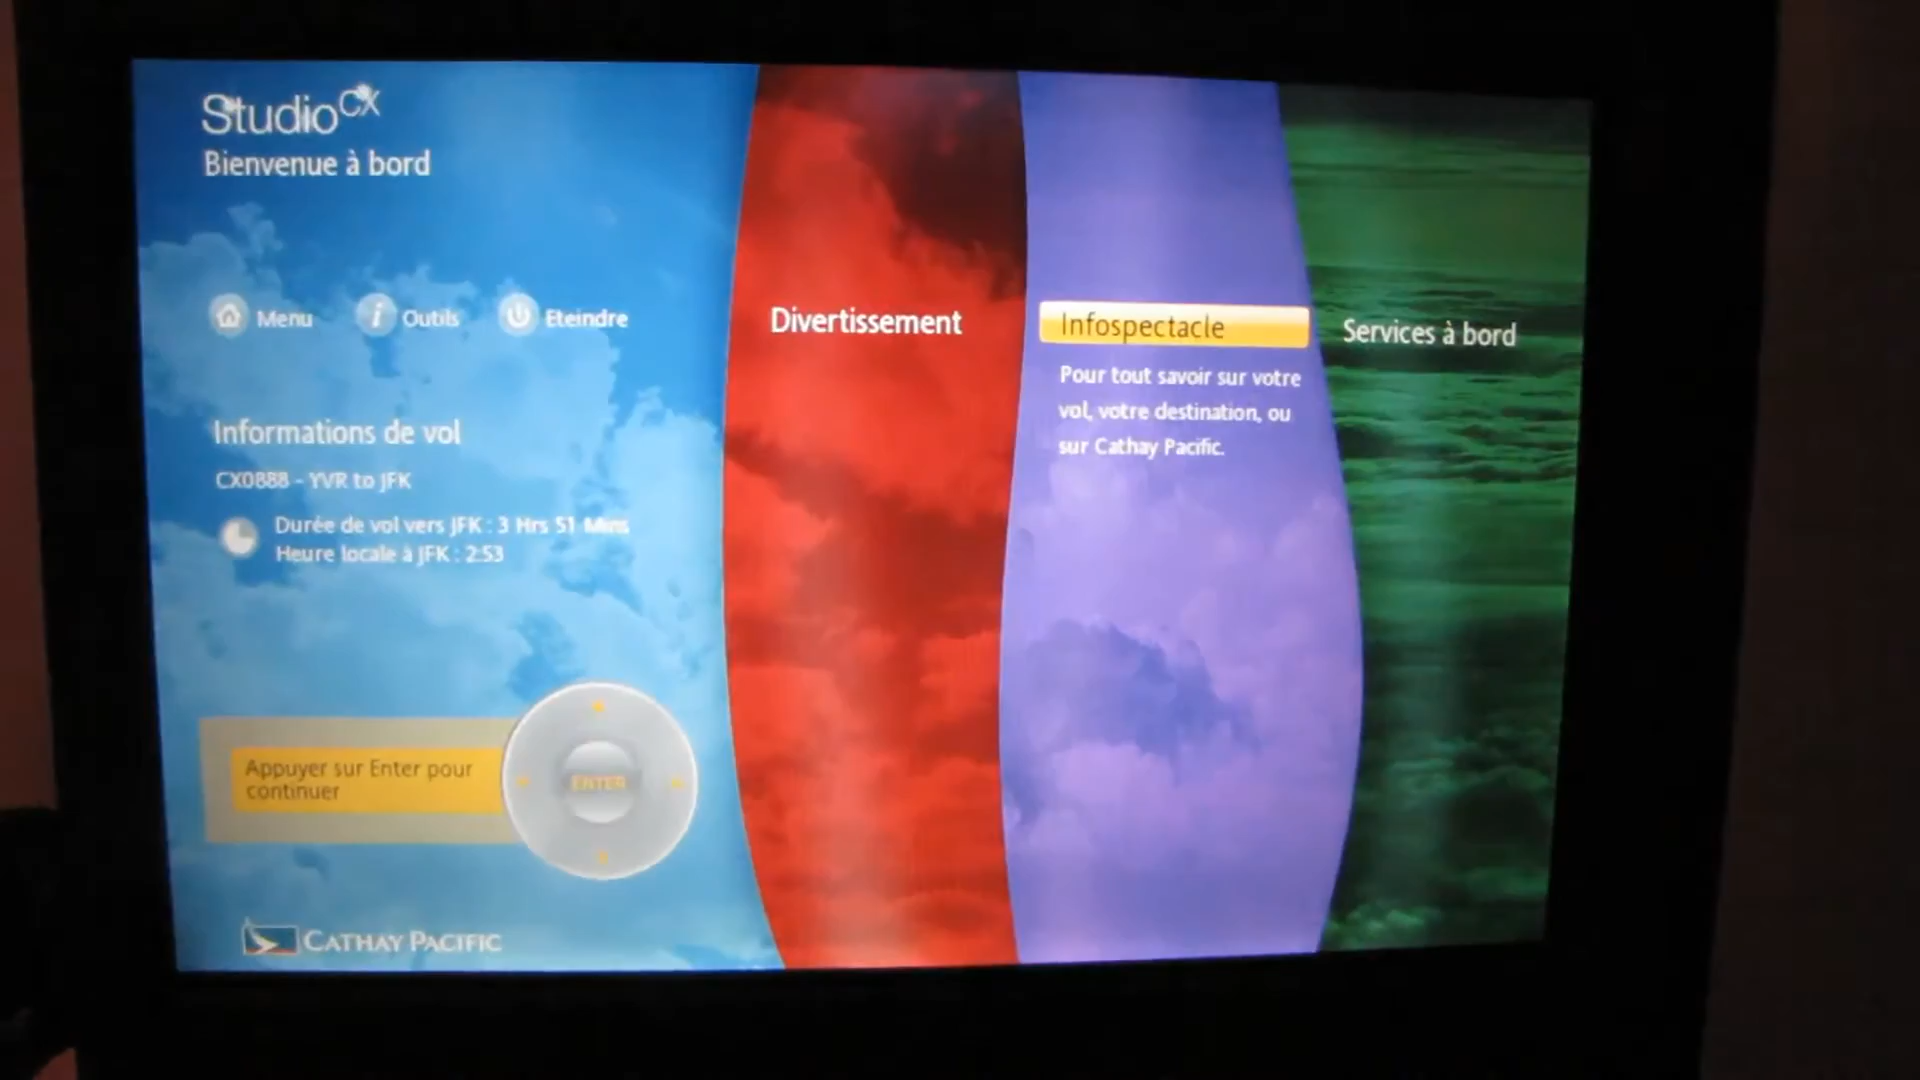 StudioCX
Bienvenue à bord
Menu
Outils
Eteindre
Divertissement
Infospectacle
Services à bord
Pour tout savoir sur votre
vol, votre destination, ou
sur Cathay Pacific.
Informations de vol
CX0888 - YVR to JFK
Durée de vol vers JFK : 3 Hrs 51 Mins
Heure locale à JFK : 2:53
Appuyer sur Enter pour
continuer
ENTER
CATHAY PACIFIC